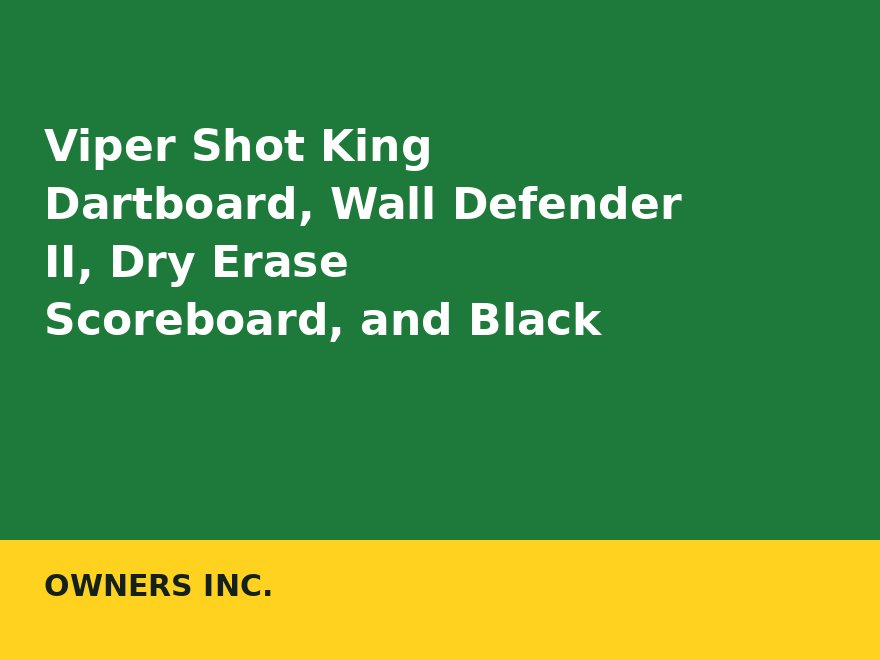 Viper Shot King
Dartboard, Wall Defender
II, Dry Erase
Scoreboard, and Black
OWNERS INC.